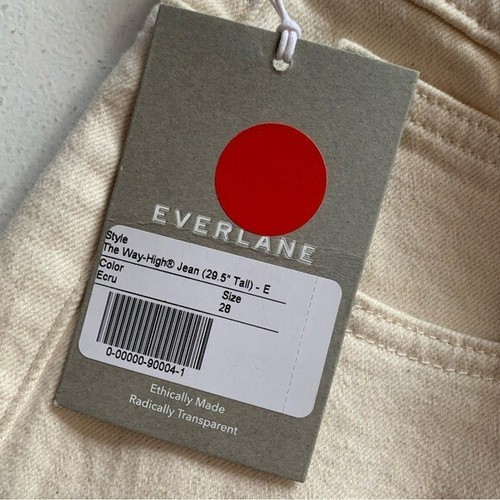 EVERLANE
Style
The Way-High® Jean (29.5" Tall) - E
Color
Ecru
Size
28
0-00000-90004-1
Ethically Made
Radically Transparent